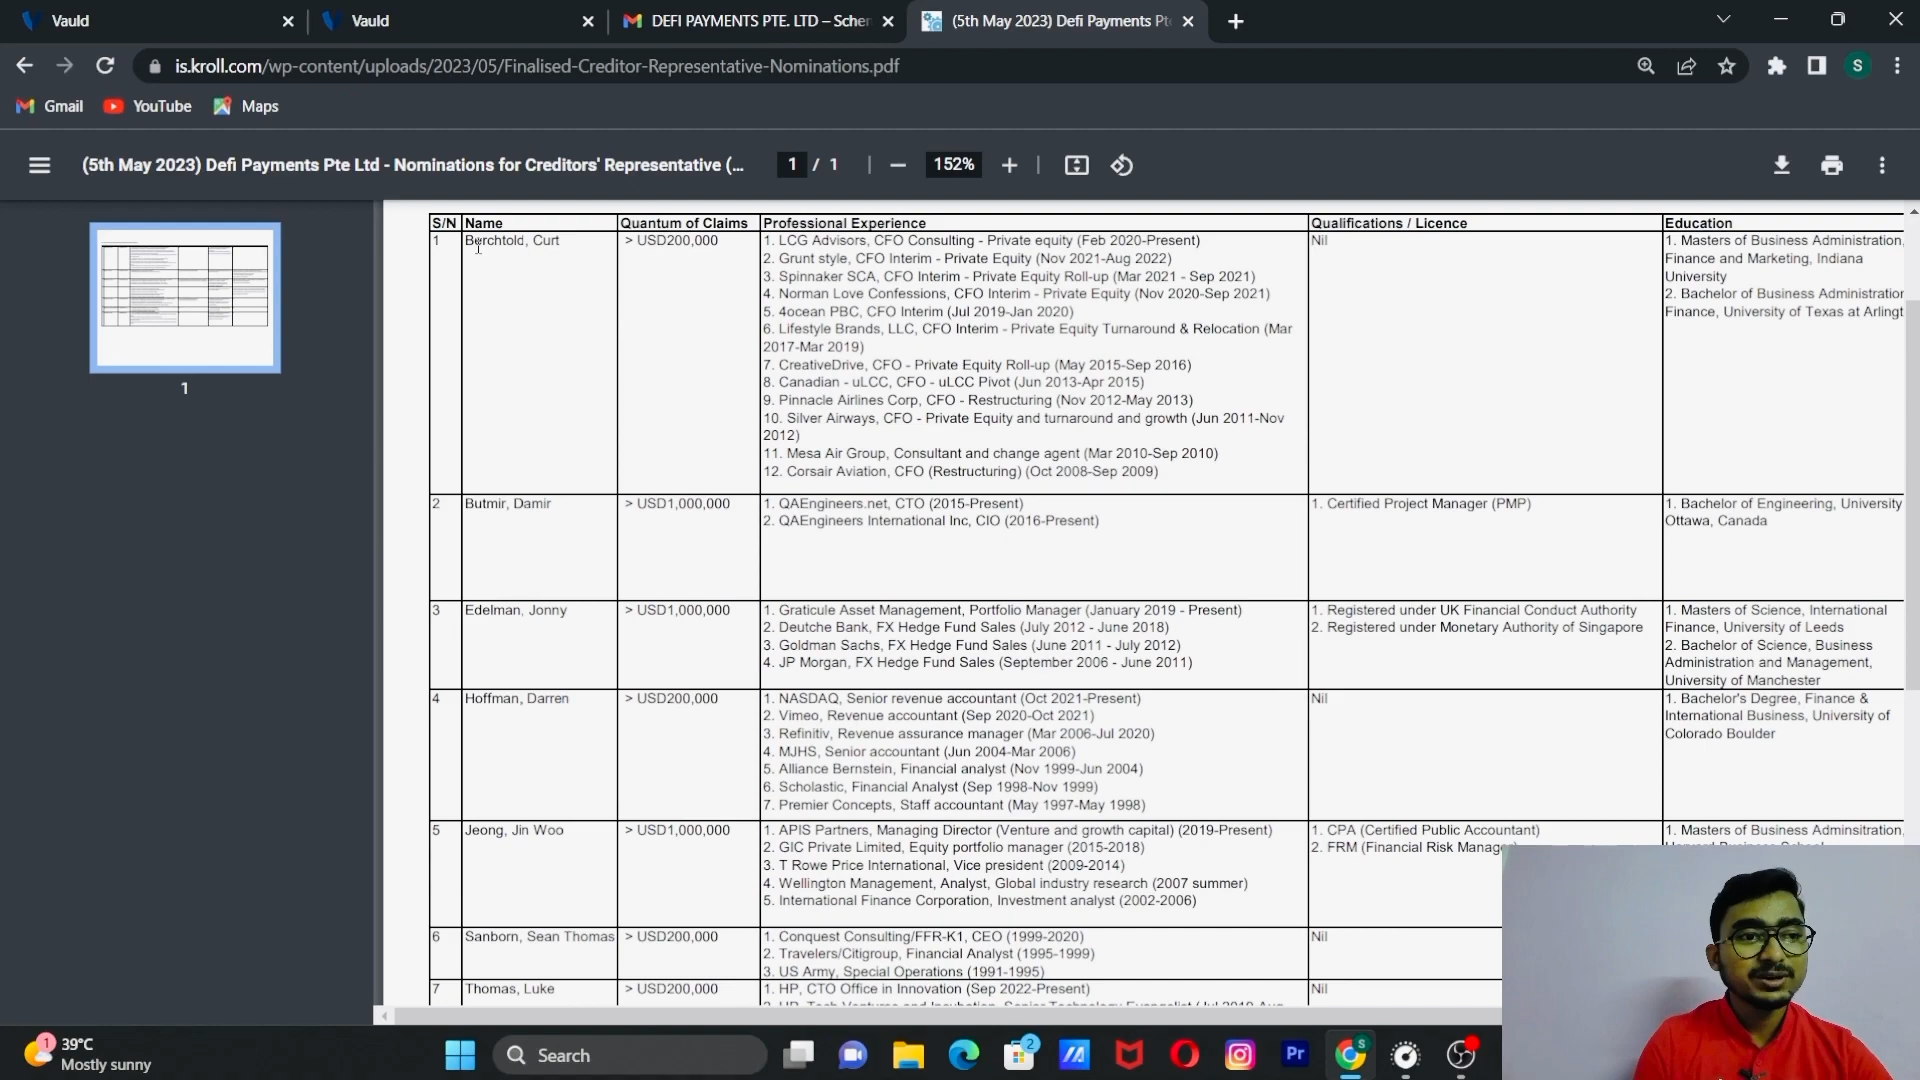 Vauld
Vauld
DEFI PAYMENTS PTE. LTD – Schem
(5th May 2023) Defi Payments Pte
is.kroll.com/wp-content/uploads/2023/05/Finalised-Creditor-Representative-Nominations.pdf
S
Gmail
YouTube
Maps
(5th May 2023) Defi Payments Pte Ltd - Nominations for Creditors' Representative (...
1 / 1
152%
1
S/N Name Quantum of Claims Professional Experience Qualifications / Licence Education
1 Berchtold, Curt > USD200,000 1. LCG Advisors, CFO Consulting - Private equity (Feb 2020-Present) Nil 1. Masters of Business Administration,
2. Grunt style, CFO Interim - Private Equity (Nov 2021-Aug 2022) Finance and Marketing, Indiana
3. Spinnaker SCA, CFO Interim - Private Equity Roll-up (Mar 2021 - Sep 2021) University
4. Norman Love Confessions, CFO Interim - Private Equity (Nov 2020-Sep 2021) 2. Bachelor of Business Administration
5. 4ocean PBC, CFO Interim (Jul 2019-Jan 2020) Finance, University of Texas at Arlingt
6. Lifestyle Brands, LLC, CFO Interim - Private Equity Turnaround & Relocation (Mar
2017-Mar 2019)
7. CreativeDrive, CFO - Private Equity Roll-up (May 2015-Sep 2016)
8. Canadian - uLCC, CFO - uLCC Pivot (Jun 2013-Apr 2015)
9. Pinnacle Airlines Corp, CFO - Restructuring (Nov 2012-May 2013)
10. Silver Airways, CFO - Private Equity and turnaround and growth (Jun 2011-Nov
2012)
11. Mesa Air Group, Consultant and change agent (Mar 2010-Sep 2010)
12. Corsair Aviation, CFO (Restructuring) (Oct 2008-Sep 2009)
2 Butmir, Damir > USD1,000,000 1. QAEngineers.net, CTO (2015-Present) 1. Certified Project Manager (PMP) 1. Bachelor of Engineering, University
2. QAEngineers International Inc, CIO (2016-Present) Ottawa, Canada
3 Edelman, Jonny > USD1,000,000 1. Graticule Asset Management, Portfolio Manager (January 2019 - Present) 1. Registered under UK Financial Conduct Authority 1. Masters of Science, International
2. Deutche Bank, FX Hedge Fund Sales (July 2012 - June 2018) 2. Registered under Monetary Authority of Singapore Finance, University of Leeds
3. Goldman Sachs, FX Hedge Fund Sales (June 2011 - July 2012) 2. Bachelor of Science, Business
4. JP Morgan, FX Hedge Fund Sales (September 2006 - June 2011) Administration and Management,
University of Manchester
4 Hoffman, Darren > USD200,000 1. NASDAQ, Senior revenue accountant (Oct 2021-Present) Nil 1. Bachelor's Degree, Finance &
2. Vimeo, Revenue accountant (Sep 2020-Oct 2021) International Business, University of
3. Refinitiv, Revenue assurance manager (Mar 2006-Jul 2020) Colorado Boulder
4. MJHS, Senior accountant (Jun 2004-Mar 2006)
5. Alliance Bernstein, Financial analyst (Nov 1999-Jun 2004)
6. Scholastic, Financial Analyst (Sep 1998-Nov 1999)
7. Premier Concepts, Staff accountant (May 1997-May 1998)
5 Jeong, Jin Woo > USD1,000,000 1. APIS Partners, Managing Director (Venture and growth capital) (2019-Present) 1. CPA (Certified Public Accountant) 1. Masters of Business Adminsitration,
2. GIC Private Limited, Equity portfolio manager (2015-2018) 2. FRM (Financial Risk Manager)
3. T Rowe Price International, Vice president (2009-2014)
4. Wellington Management, Analyst, Global industry research (2007 summer)
5. International Finance Corporation, Investment analyst (2002-2006)
6 Sanborn, Sean Thomas > USD200,000 1. Conquest Consulting/FFR-K1, CEO (1999-2020) Nil
2. Travelers/Citigroup, Financial Analyst (1995-1999)
3. US Army, Special Operations (1991-1995)
7 Thomas, Luke > USD200,000 1. HP, CTO Office in Innovation (Sep 2022-Present) Nil
1
39°C
Mostly sunny
Search
2
Pr
S